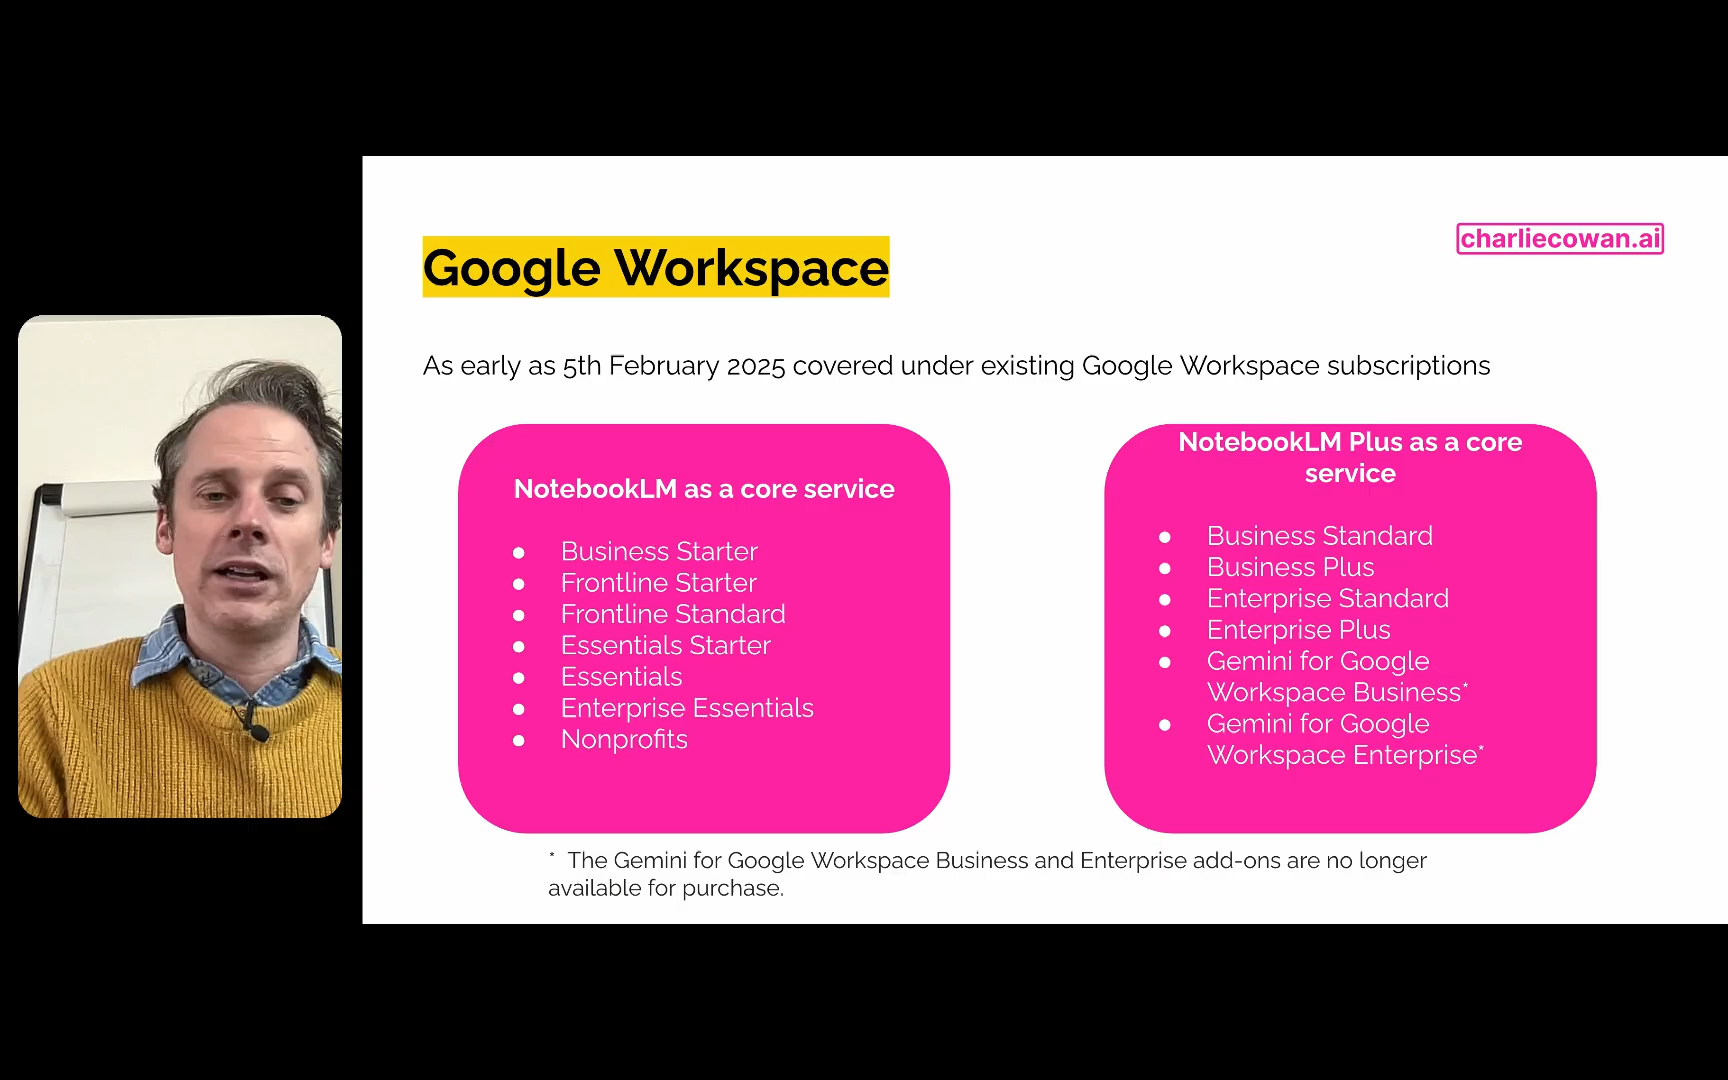 Google Workspace
charliecowan.ai
As early as 5th February 2025 covered under existing Google Workspace subscriptions
NotebookLM as a core service
● Business Starter
● Frontline Starter
● Frontline Standard
● Essentials Starter
● Essentials
● Enterprise Essentials
● Nonprofits
NotebookLM Plus as a core
service
● Business Standard
● Business Plus
● Enterprise Standard
● Enterprise Plus
● Gemini for Google
Workspace Business*
● Gemini for Google
Workspace Enterprise*
* The Gemini for Google Workspace Business and Enterprise add-ons are no longer
available for purchase.